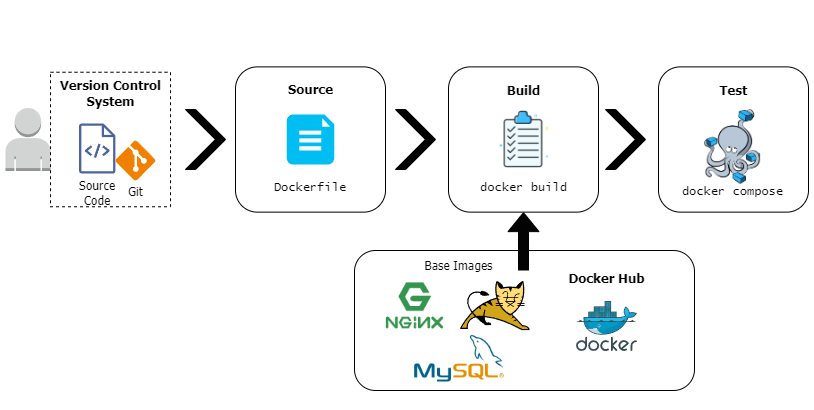 Version Control
System
Source
Code
Git
Source
Dockerfile
Build
docker build
Test
docker compose
Base Images
NGiNX
MySQL®
Docker Hub
docker